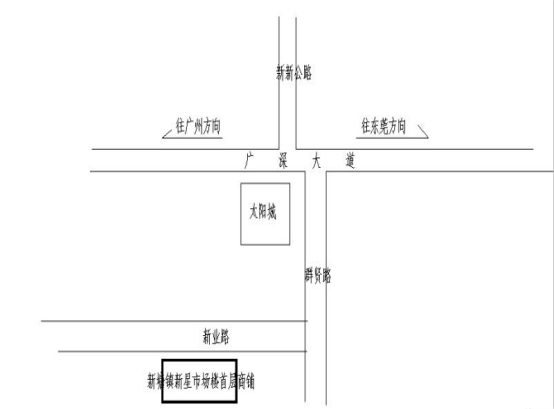 新新公路
往广州方向
往东莞方向
广深大道
太阳城
群贤路
新业路
新塘镇新星市场楼首层商铺